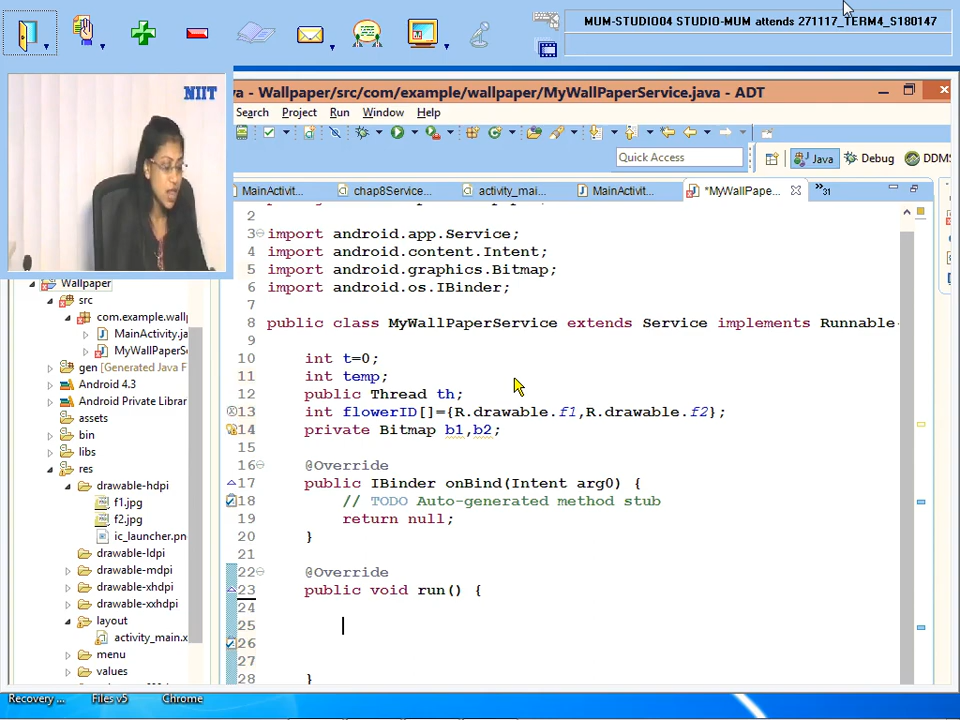 MUM-STUDIO04 STUDIO-MUM attends 271117_TERM4_S180147
NIIT
va - Wallpaper/src/com/example/wallpaper/MyWallPaperService.java - ADT
Search Project Run Window Help
Quick Access
Java
Debug
DDMS
MainActivit...
chap8Service...
activity_mai...
MainActivit...
*MyWallPape...
31
2
3 import android.app.Service;
4 import android.content.Intent;
5 import android.graphics.Bitmap;
6 import android.os.IBinder;
7
8 public class MyWallPaperService extends Service implements Runnable
9
10 int t=0;
11 int temp;
12 public Thread th;
13 int flowerID[]={R.drawable.f1,R.drawable.f2};
14 private Bitmap b1,b2;
15
16 @Override
17 public IBinder onBind(Intent arg0) {
18 // TODO Auto-generated method stub
19 return null;
20 }
21
22 @Override
23 public void run() {
24
25
26
27
28 }
Wallpaper
src
com.example.wallp
MainActivity.ja
MyWallPaperS
gen [Generated Java F
Android 4.3
Android Private Librar
assets
bin
libs
res
drawable-hdpi
f1.jpg
f2.jpg
ic_launcher.pn
drawable-ldpi
drawable-mdpi
drawable-xhdpi
drawable-xxhdpi
layout
activity_main.x
menu
values
Recovery ...
Files v5
Chrome